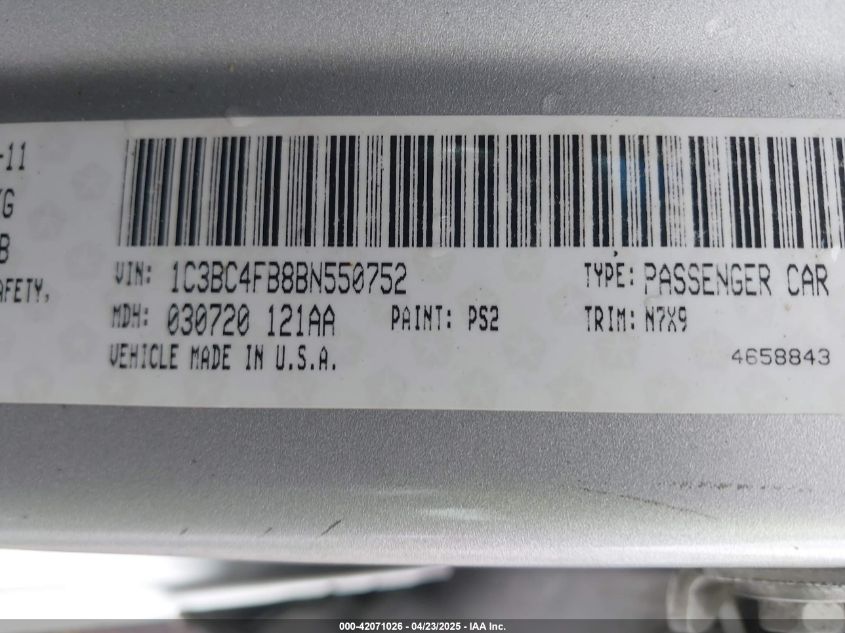 -11
G
B
AFETY,
VIN: 1C3BC4FB8BN550752 TYPE: PASSENGER CAR
MDH: 030720 121AA PAINT: PS2 TRIM: N7X9
VEHICLE MADE IN U.S.A. 4658843
000-42071026 - 04/23/2025 - IAA Inc.